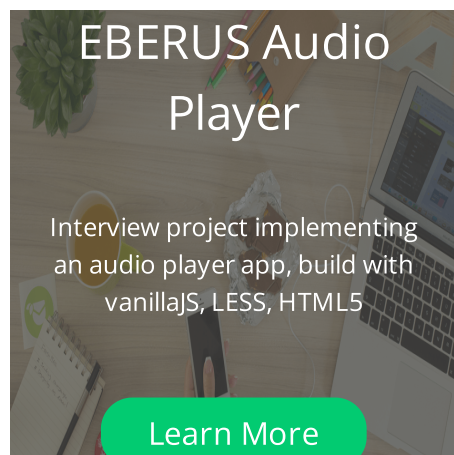 EBERUS Audio
Player
Interview project implementing
an audio player app, build with
vanillaJS, LESS, HTML5
Learn More